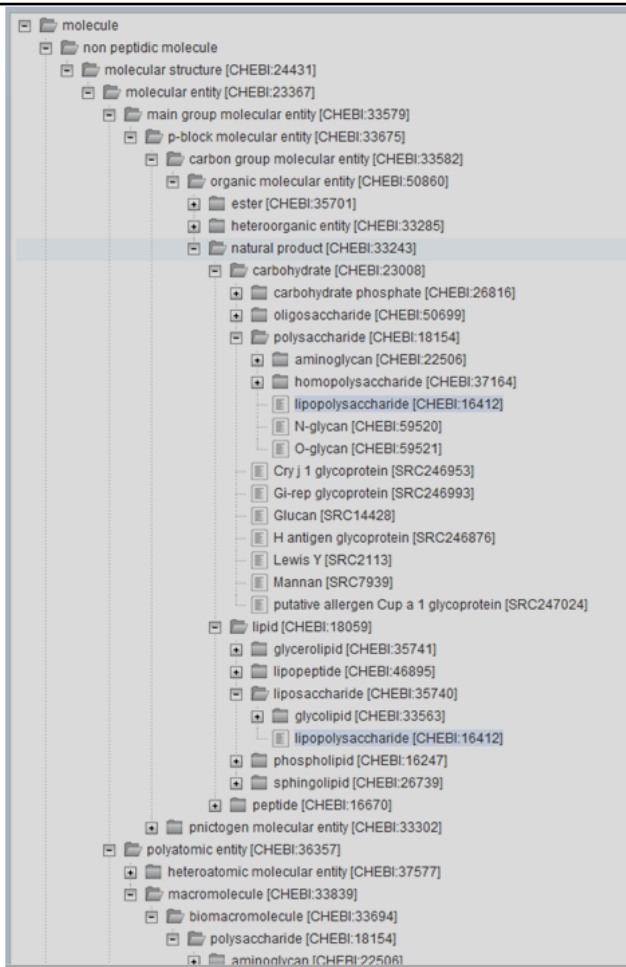 molecule
non peptidic molecule
molecular structure [CHEBI:24431]
molecular entity [CHEBI:23367]
main group molecular entity [CHEBI:33579]
p-block molecular entity [CHEBI:33675]
carbon group molecular entity [CHEBI:33582]
organic molecular entity [CHEBI:50860]
ester [CHEBI:35701]
heteroorganic entity [CHEBI:33285]
natural product [CHEBI:33243]
carbohydrate [CHEBI:23008]
carbohydrate phosphate [CHEBI:26816]
oligosaccharide [CHEBI:50699]
polysaccharide [CHEBI:18154]
aminoglycan [CHEBI:22506]
homopolysaccharide [CHEBI:37164]
lipopolysaccharide [CHEBI:16412]
N-glycan [CHEBI:59520]
O-glycan [CHEBI:59521]
Cry j 1 glycoprotein [SRC246953]
Gi-rep glycoprotein [SRC246993]
Glucan [SRC14428]
H antigen glycoprotein [SRC246876]
Lewis Y [SRC2113]
Mannan [SRC7939]
putative allergen Cup a 1 glycoprotein [SRC247024]
lipid [CHEBI:18059]
glycerolipid [CHEBI:35741]
lipopeptide [CHEBI:46895]
liposaccharide [CHEBI:35740]
glycolipid [CHEBI:33563]
lipopolysaccharide [CHEBI:16412]
phospholipid [CHEBI:16247]
sphingolipid [CHEBI:26739]
peptide [CHEBI:16670]
pnictogen molecular entity [CHEBI:33302]
polyatomic entity [CHEBI:36357]
heteroatomic molecular entity [CHEBI:37577]
macromolecule [CHEBI:33839]
biomacromolecule [CHEBI:33694]
polysaccharide [CHEBI:18154]
aminoglycan [CHEBI:22506]